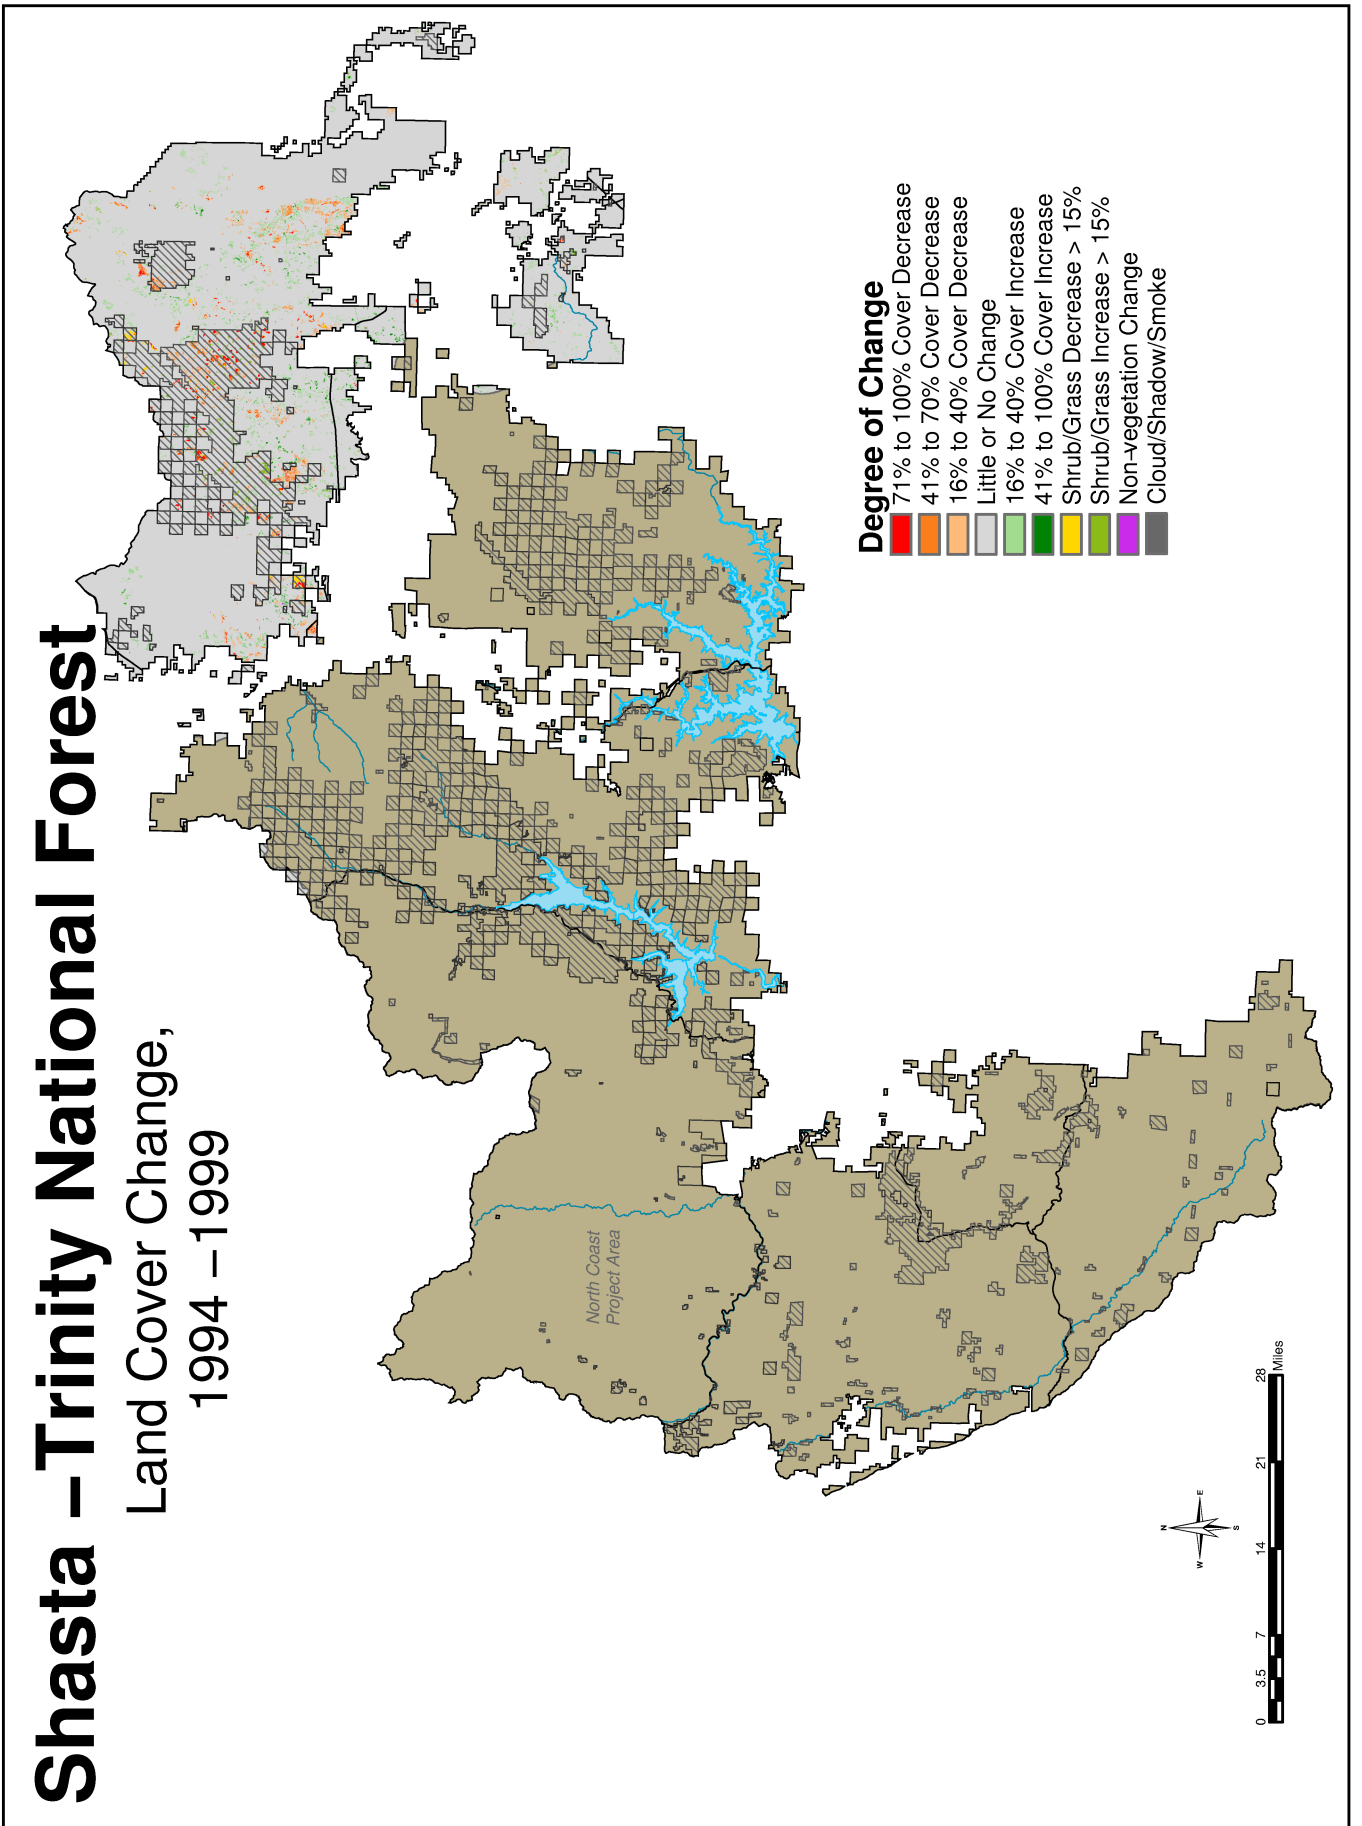 Shasta –Trinity National Forest
Land Cover Change,
1994 –1999
North Coast
Project Area
Degree of Change
71% to 100% Cover Decrease
41% to 70% Cover Decrease
16% to 40% Cover Decrease
Little or No Change
16% to 40% Cover Increase
41% to 100% Cover Increase
Shrub/Grass Decrease > 15%
Shrub/Grass Increase > 15%
Non–vegetation Change
Cloud/Shadow/Smoke
N
W E
S
0 3.5 7 14 21 28
Miles